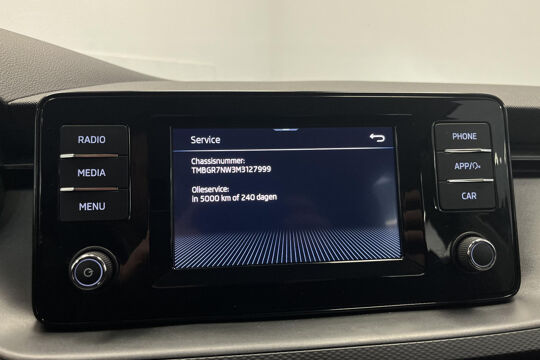 RADIO
MEDIA
MENU
Service
Chassisnummer:
TMBGR7NW3M3127999
Olieservice:
in 5000 km of 240 dagen
PHONE
APP/
CAR